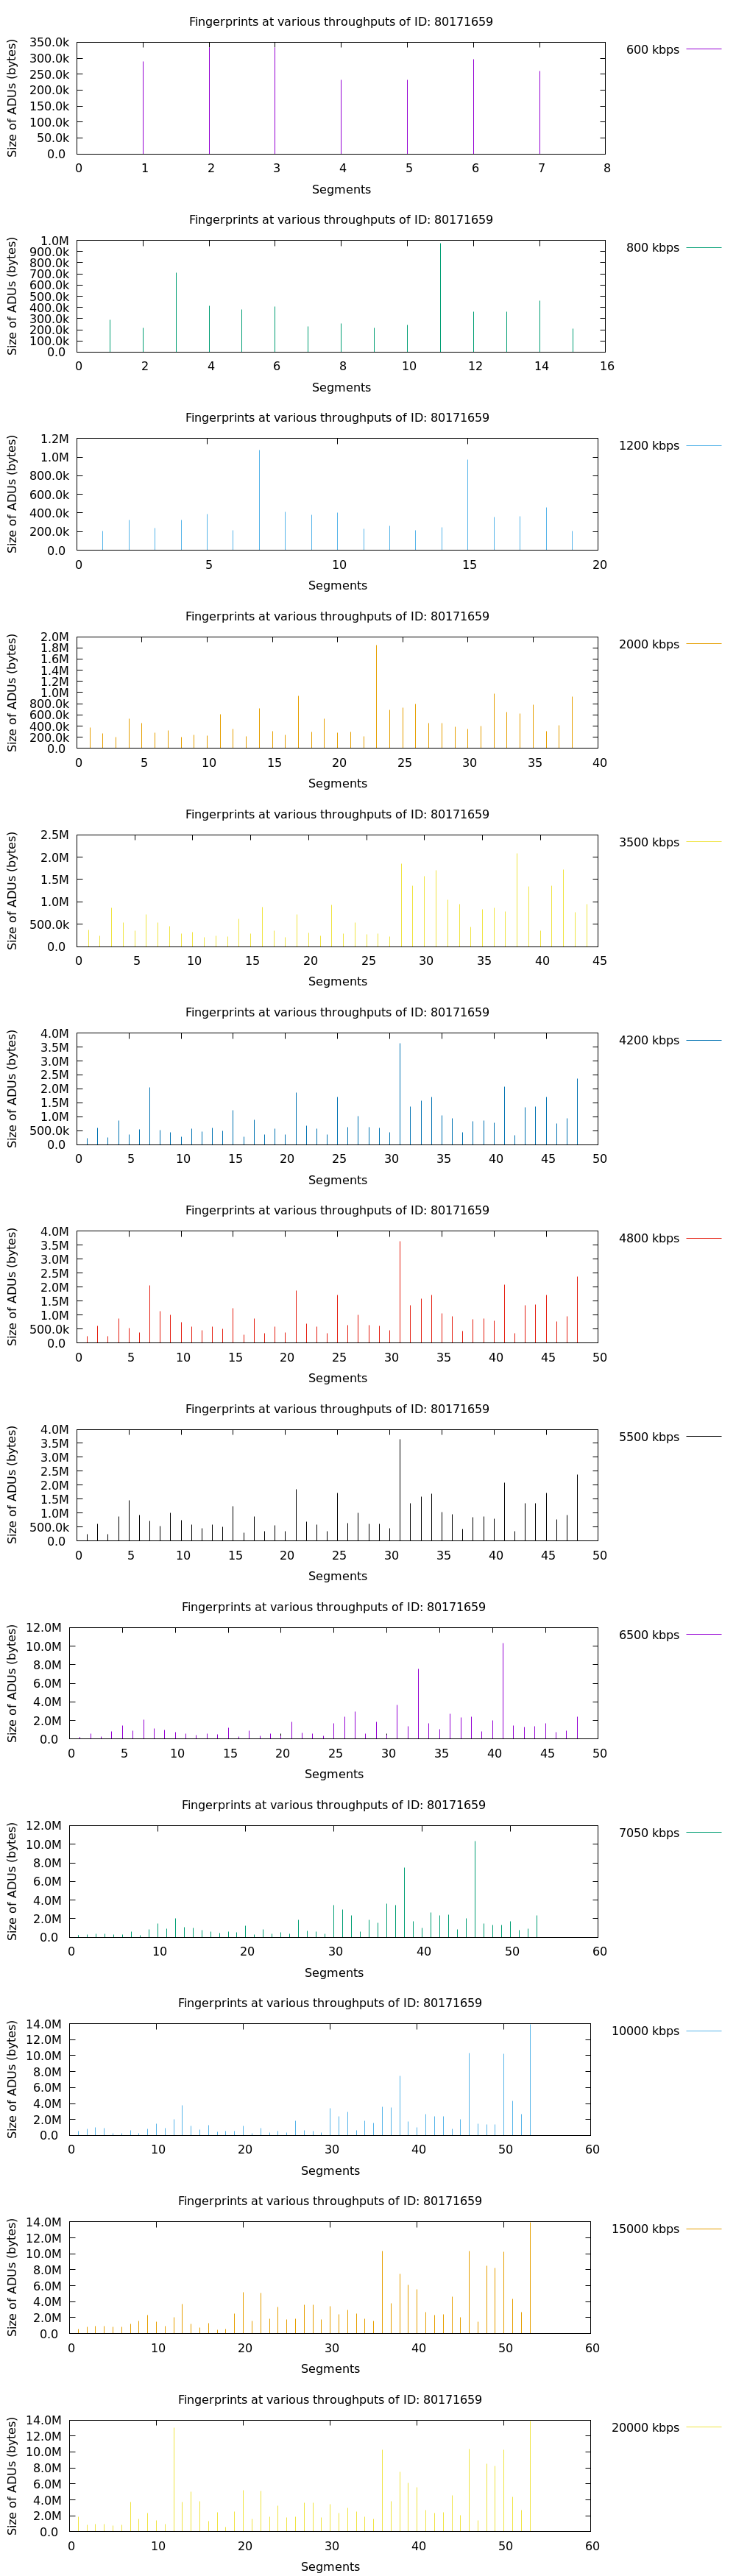 Fingerprints at various throughputs of ID: 80171659
600 kbps
Size of ADUs (bytes)
350.0k
300.0k
250.0k
200.0k
150.0k
100.0k
50.0k
0.0
0 1 2 3 4 5 6 7 8
Segments
Fingerprints at various throughputs of ID: 80171659
800 kbps
Size of ADUs (bytes)
1.0M
900.0k
800.0k
700.0k
600.0k
500.0k
400.0k
300.0k
200.0k
100.0k
0.0
0 2 4 6 8 10 12 14 16
Segments
Fingerprints at various throughputs of ID: 80171659
1200 kbps
Size of ADUs (bytes)
1.2M
1.0M
800.0k
600.0k
400.0k
200.0k
0.0
0 5 10 15 20
Segments
Fingerprints at various throughputs of ID: 80171659
2000 kbps
Size of ADUs (bytes)
2.0M
1.8M
1.6M
1.4M
1.2M
1.0M
800.0k
600.0k
400.0k
200.0k
0.0
0 5 10 15 20 25 30 35 40
Segments
Fingerprints at various throughputs of ID: 80171659
3500 kbps
Size of ADUs (bytes)
2.5M
2.0M
1.5M
1.0M
500.0k
0.0
0 5 10 15 20 25 30 35 40 45
Segments
Fingerprints at various throughputs of ID: 80171659
4200 kbps
Size of ADUs (bytes)
4.0M
3.5M
3.0M
2.5M
2.0M
1.5M
1.0M
500.0k
0.0
0 5 10 15 20 25 30 35 40 45 50
Segments
Fingerprints at various throughputs of ID: 80171659
4800 kbps
Size of ADUs (bytes)
4.0M
3.5M
3.0M
2.5M
2.0M
1.5M
1.0M
500.0k
0.0
0 5 10 15 20 25 30 35 40 45 50
Segments
Fingerprints at various throughputs of ID: 80171659
5500 kbps
Size of ADUs (bytes)
4.0M
3.5M
3.0M
2.5M
2.0M
1.5M
1.0M
500.0k
0.0
0 5 10 15 20 25 30 35 40 45 50
Segments
Fingerprints at various throughputs of ID: 80171659
6500 kbps
Size of ADUs (bytes)
12.0M
10.0M
8.0M
6.0M
4.0M
2.0M
0.0
0 5 10 15 20 25 30 35 40 45 50
Segments
Fingerprints at various throughputs of ID: 80171659
7050 kbps
Size of ADUs (bytes)
12.0M
10.0M
8.0M
6.0M
4.0M
2.0M
0.0
0 10 20 30 40 50 60
Segments
Fingerprints at various throughputs of ID: 80171659
10000 kbps
Size of ADUs (bytes)
14.0M
12.0M
10.0M
8.0M
6.0M
4.0M
2.0M
0.0
0 10 20 30 40 50 60
Segments
Fingerprints at various throughputs of ID: 80171659
15000 kbps
Size of ADUs (bytes)
14.0M
12.0M
10.0M
8.0M
6.0M
4.0M
2.0M
0.0
0 10 20 30 40 50 60
Segments
Fingerprints at various throughputs of ID: 80171659
20000 kbps
Size of ADUs (bytes)
14.0M
12.0M
10.0M
8.0M
6.0M
4.0M
2.0M
0.0
0 10 20 30 40 50 60
Segments